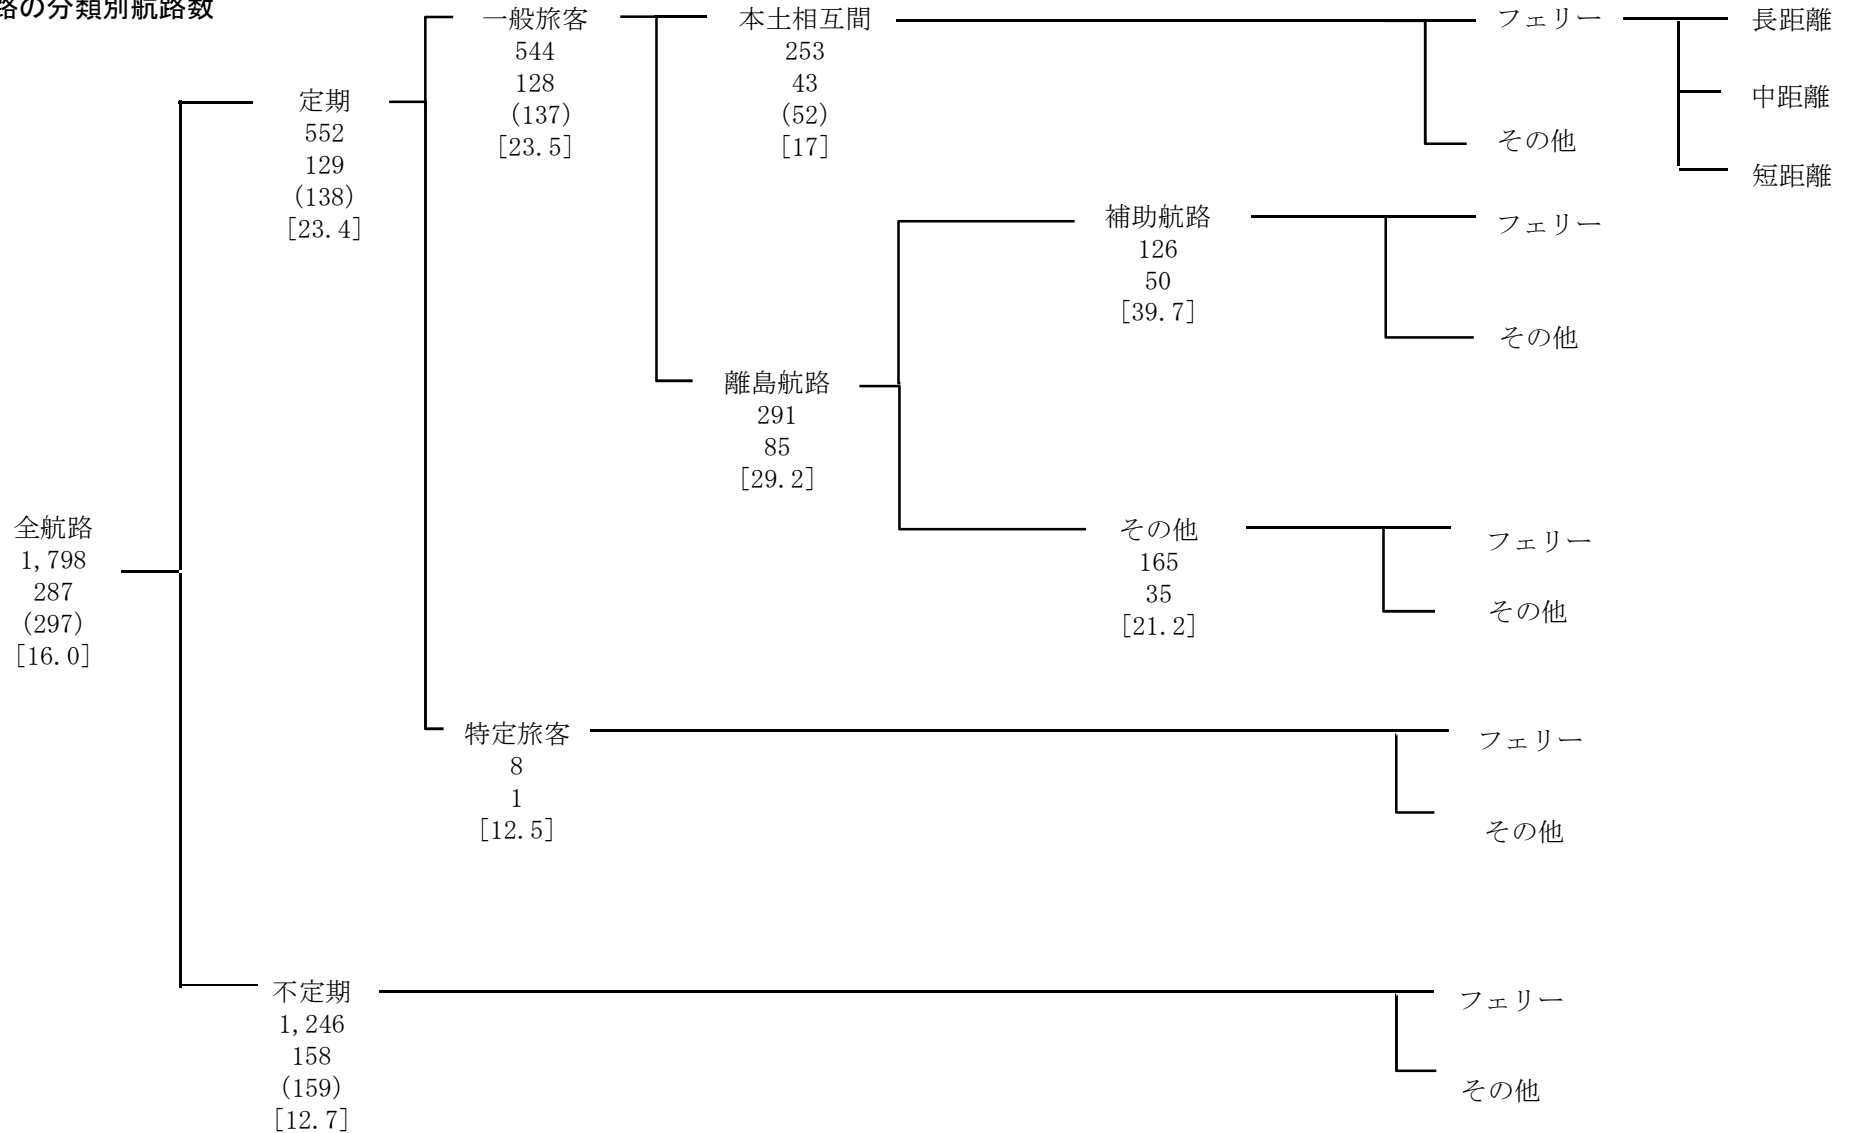 路の分類別航路数
一般旅客
544
128
(137)
[23.5]
本土相互間
253
43
(52)
[17]
フェリー
長距離
中距離
短距離
その他
定期
552
129
(138)
[23.4]
補助航路
126
50
[39.7]
フェリー
その他
離島航路
291
85
[29.2]
その他
165
35
[21.2]
フェリー
その他
全航路
1,798
287
(297)
[16.0]
特定旅客
8
1
[12.5]
フェリー
その他
不定期
1,246
158
(159)
[12.7]
フェリー
その他